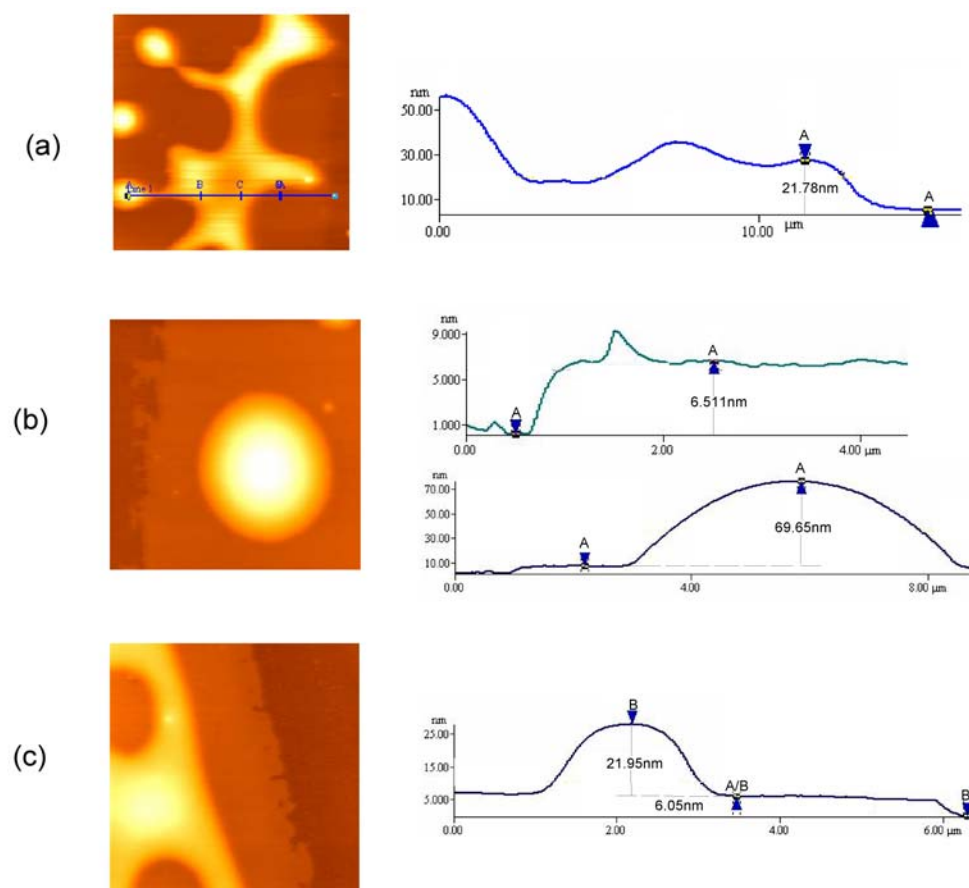 (a)
B C A
nm
50.00
30.00
10.00
A
21.78nm
A
0.00 10.00 µm
(b)
nm
9.000
5.000
1.000
A
A
6.511nm
0.00 2.00 4.00 µm
nm
70.00
50.00
30.00
10.00
A
A
A
69.65nm
0.00 4.00 8.00 µm
(c)
nm
25.00
15.00
5.000
B
21.95nm
A/B
6.05nm
B
0.00 2.00 4.00 6.00 µm